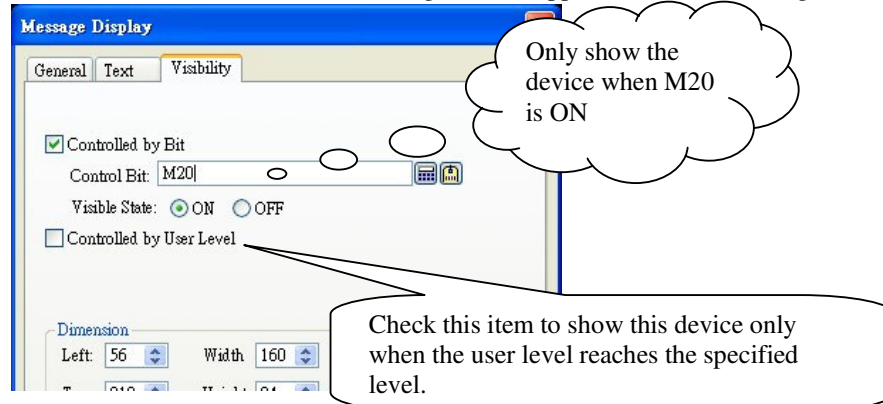 Message Display
General Text Visibility
Only show the
device when M20
is ON
Controlled by Bit
Control Bit: M20
Visible State: ON OFF
Controlled by User Level
Check this item to show this device only
when the user level reaches the specified
level.
Dimension
Left: 56 Width 160